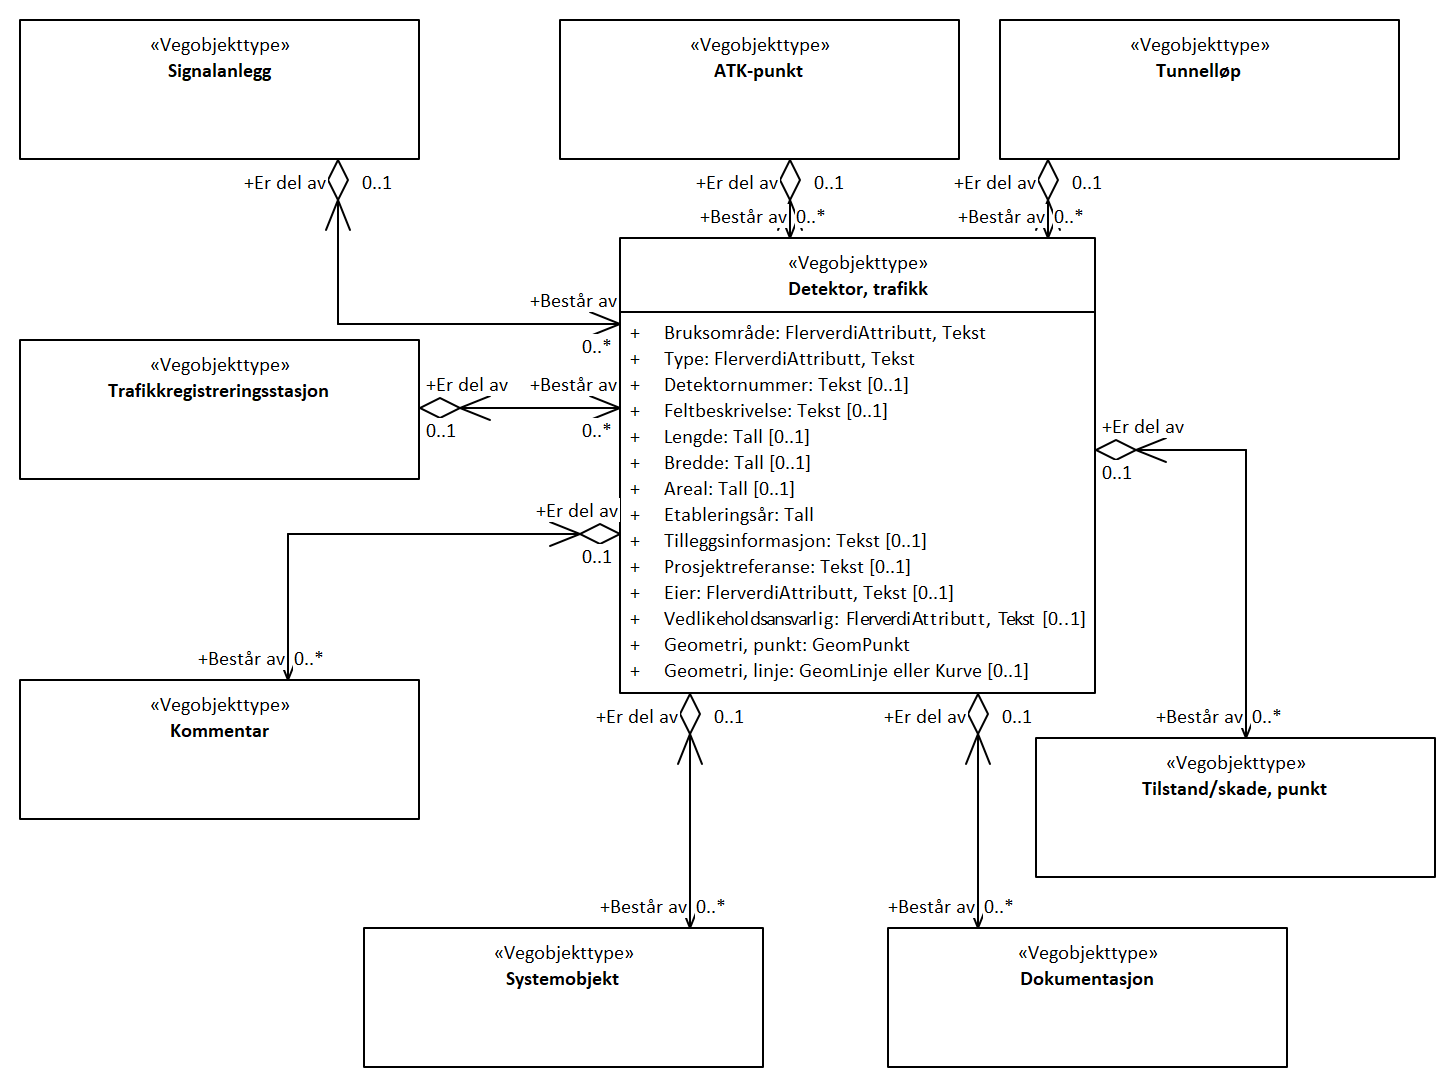 «Vegobjekttype»
Signalanlegg
+Er del av 0..1
«Vegobjekttype»
ATK-punkt
+Er del av 0..1
+Består av 0..*
«Vegobjekttype»
Tunnelløp
+Er del av 0..1
+Består av 0..*
+Består av
0..*
«Vegobjekttype»
Trafikkregistreringsstasjon
+Er del av
0..1
+Består av
0..*
«Vegobjekttype»
Detektor, trafikk
+ Bruksområde: FlerverdiAttributt, Tekst
+ Type: FlerverdiAttributt, Tekst
+ Detektornummer: Tekst [0..1]
+ Feltbeskrivelse: Tekst [0..1]
+ Lengde: Tall [0..1]
+ Bredde: Tall [0..1]
+ Areal: Tall [0..1]
+ Etableringsår: Tall
+ Tilleggsinformasjon: Tekst [0..1]
+ Prosjektreferanse: Tekst [0..1]
+ Eier: FlerverdiAttributt, Tekst [0..1]
+ Vedlikeholdsansvarlig: FlerverdiAttributt, Tekst [0..1]
+ Geometri, punkt: GeomPunkt
+ Geometri, linje: GeomLinje eller Kurve [0..1]
+Er del av
0..1
+Består av 0..*
«Vegobjekttype»
Kommentar
+Er del av
0..1
+Består av 0..*
«Vegobjekttype»
Tilstand/skade, punkt
+Er del av 0..1
+Består av 0..*
«Vegobjekttype»
Systemobjekt
+Er del av 0..1
+Består av 0..*
«Vegobjekttype»
Dokumentasjon